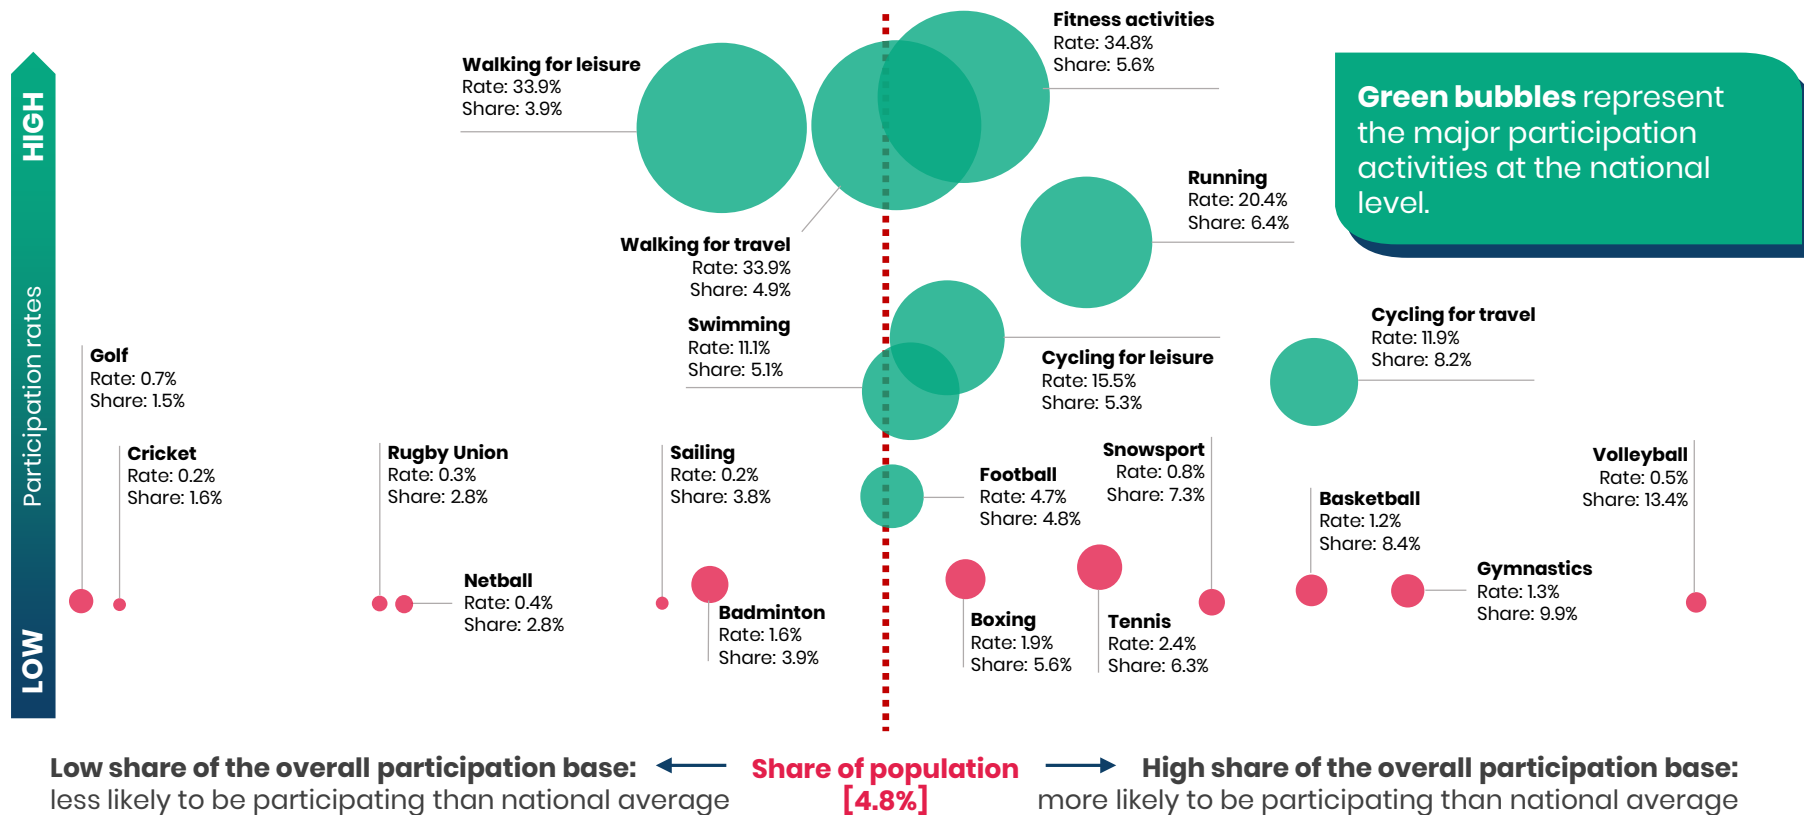 HIGH
Participation rates
LOW
Walking for leisure
Rate: 33.9%
Share: 3.9%
Fitness activities
Rate: 34.8%
Share: 5.6%
Green bubbles represent
the major participation
activities at the national
level.
Running
Rate: 20.4%
Share: 6.4%
Walking for travel
Rate: 33.9%
Share: 4.9%
Swimming
Rate: 11.1%
Share: 5.1%
Cycling for leisure
Rate: 15.5%
Share: 5.3%
Cycling for travel
Rate: 11.9%
Share: 8.2%
Golf
Rate: 0.7%
Share: 1.5%
Cricket
Rate: 0.2%
Share: 1.6%
Rugby Union
Rate: 0.3%
Share: 2.8%
Sailing
Rate: 0.2%
Share: 3.8%
Football
Rate: 4.7%
Share: 4.8%
Snowsport
Rate: 0.8%
Share: 7.3%
Basketball
Rate: 1.2%
Share: 8.4%
Volleyball
Rate: 0.5%
Share: 13.4%
Netball
Rate: 0.4%
Share: 2.8%
Badminton
Rate: 1.6%
Share: 3.9%
Boxing
Rate: 1.9%
Share: 5.6%
Tennis
Rate: 2.4%
Share: 6.3%
Gymnastics
Rate: 1.3%
Share: 9.9%
Low share of the overall participation base:
less likely to be participating than national average
Share of population
[4.8%]
High share of the overall participation base:
more likely to be participating than national average